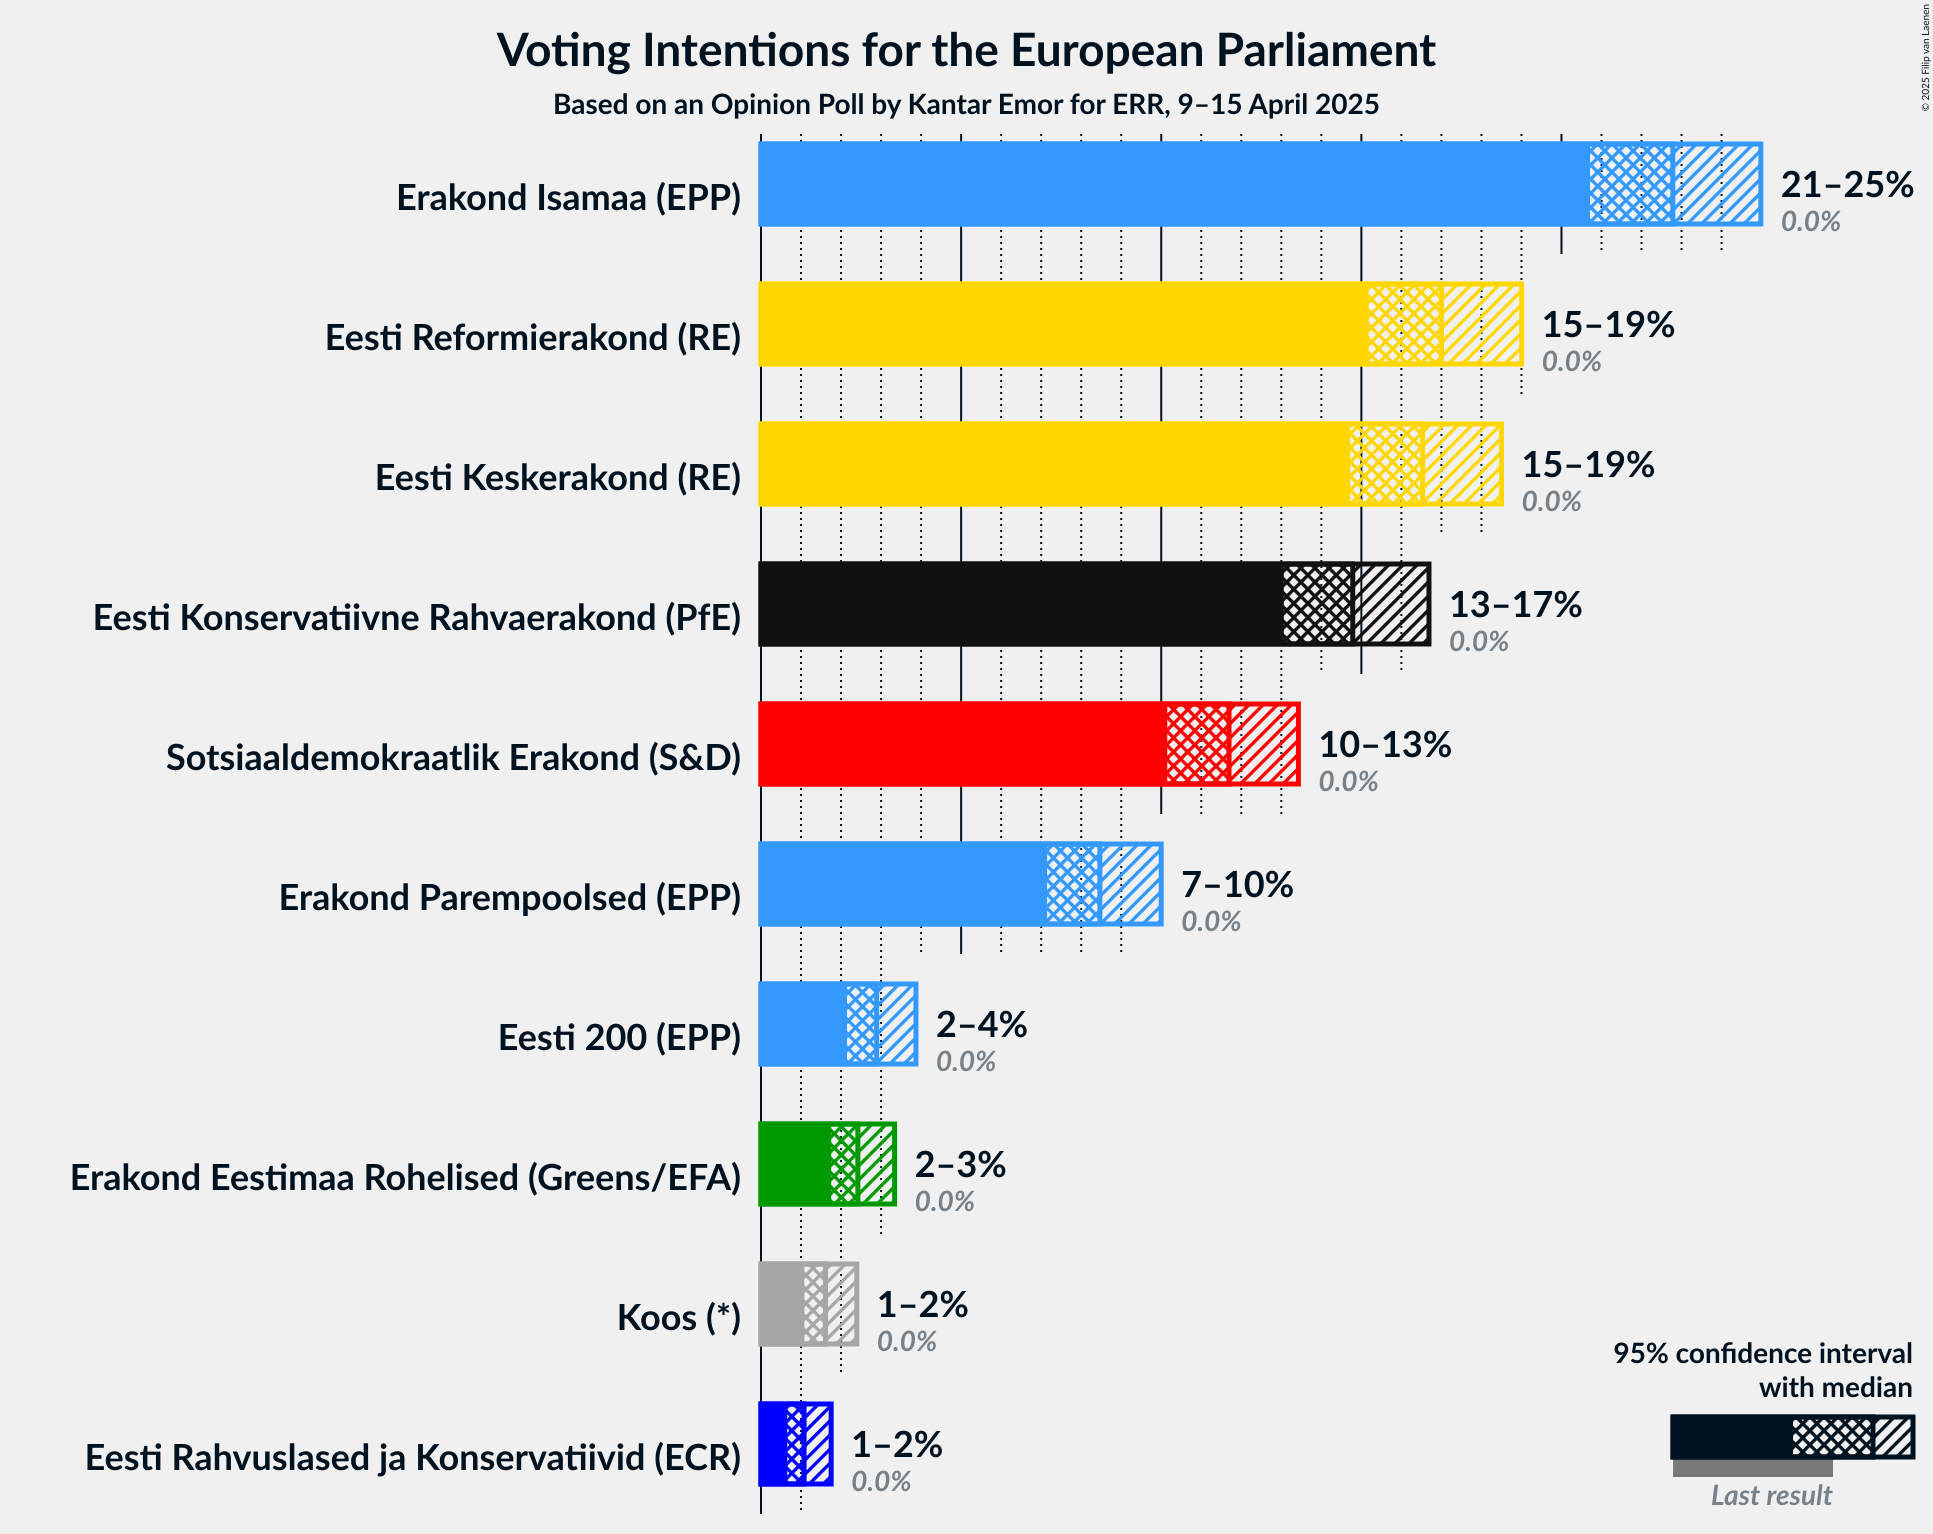 Voting Intentions for the European Parliament
Based on an Opinion Poll by Kantar Emor for ERR, 9–15 April 2025
© 2025 Filip van Laenen
Erakond Isamaa (EPP)
21–25%
0.0%
Eesti Reformierakond (RE)
15–19%
0.0%
Eesti Keskerakond (RE)
15–19%
0.0%
Eesti Konservatiivne Rahvaerakond (PfE)
13–17%
0.0%
Sotsiaaldemokraatlik Erakond (S&D)
10–13%
0.0%
Erakond Parempoolsed (EPP)
7–10%
0.0%
Eesti 200 (EPP)
2–4%
0.0%
Erakond Eestimaa Rohelised (Greens/EFA)
2–3%
0.0%
Koos (*)
1–2%
0.0%
Eesti Rahvuslased ja Konservatiivid (ECR)
1–2%
0.0%
95% confidence interval
with median
Last result